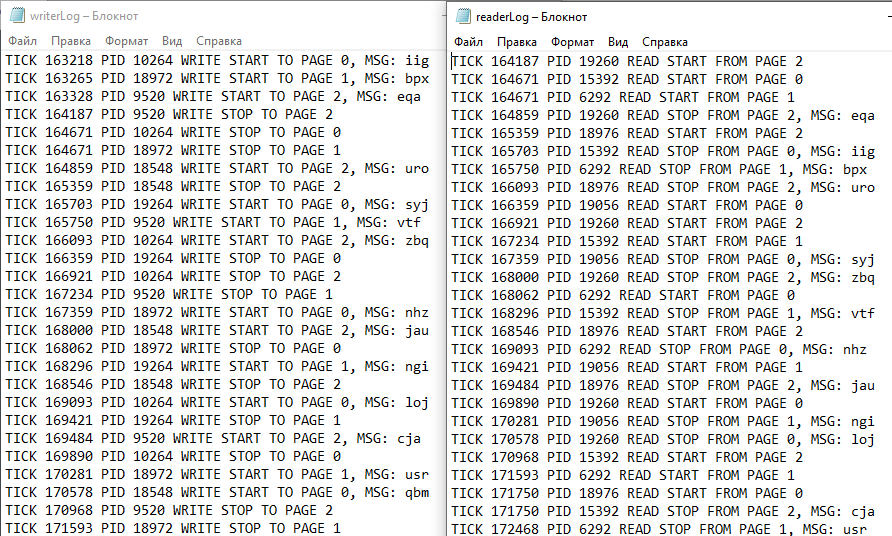 writerLog – Блокнот
Файл Правка Формат Вид Справка
TICK 163218 PID 10264 WRITE START TO PAGE 0, MSG: iig
TICK 163265 PID 18972 WRITE START TO PAGE 1, MSG: bpx
TICK 163328 PID 9520 WRITE START TO PAGE 2, MSG: eqa
TICK 164187 PID 9520 WRITE STOP TO PAGE 2
TICK 164671 PID 10264 WRITE STOP TO PAGE 0
TICK 164671 PID 18972 WRITE STOP TO PAGE 1
TICK 164859 PID 18548 WRITE START TO PAGE 2, MSG: uro
TICK 165359 PID 18548 WRITE STOP TO PAGE 2
TICK 165703 PID 19264 WRITE START TO PAGE 0, MSG: syj
TICK 165750 PID 9520 WRITE START TO PAGE 1, MSG: vtf
TICK 166093 PID 10264 WRITE START TO PAGE 2, MSG: zbq
TICK 166359 PID 19264 WRITE STOP TO PAGE 0
TICK 166921 PID 10264 WRITE STOP TO PAGE 2
TICK 167234 PID 9520 WRITE STOP TO PAGE 1
TICK 167359 PID 18972 WRITE START TO PAGE 0, MSG: nhz
TICK 168000 PID 18548 WRITE START TO PAGE 2, MSG: jau
TICK 168062 PID 18972 WRITE STOP TO PAGE 0
TICK 168296 PID 19264 WRITE START TO PAGE 1, MSG: ngi
TICK 168546 PID 18548 WRITE STOP TO PAGE 2
TICK 169093 PID 10264 WRITE START TO PAGE 0, MSG: loj
TICK 169421 PID 19264 WRITE STOP TO PAGE 1
TICK 169484 PID 9520 WRITE START TO PAGE 2, MSG: cja
TICK 169890 PID 10264 WRITE STOP TO PAGE 0
TICK 170281 PID 18972 WRITE START TO PAGE 1, MSG: usr
TICK 170578 PID 18548 WRITE START TO PAGE 0, MSG: qbm
TICK 170968 PID 9520 WRITE STOP TO PAGE 2
TICK 171593 PID 18972 WRITE STOP TO PAGE 1
readerLog – Блокнот
Файл Правка Формат Вид Справка
TICK 164187 PID 19260 READ START FROM PAGE 2
TICK 164671 PID 15392 READ START FROM PAGE 0
TICK 164671 PID 6292 READ START FROM PAGE 1
TICK 164859 PID 19260 READ STOP FROM PAGE 2, MSG: eqa
TICK 165359 PID 18976 READ START FROM PAGE 2
TICK 165703 PID 15392 READ STOP FROM PAGE 0, MSG: iig
TICK 165750 PID 6292 READ STOP FROM PAGE 1, MSG: bpx
TICK 166093 PID 18976 READ STOP FROM PAGE 2, MSG: uro
TICK 166359 PID 19056 READ START FROM PAGE 0
TICK 166921 PID 19260 READ START FROM PAGE 2
TICK 167234 PID 15392 READ START FROM PAGE 1
TICK 167359 PID 19056 READ STOP FROM PAGE 0, MSG: syj
TICK 168000 PID 19260 READ STOP FROM PAGE 2, MSG: zbq
TICK 168062 PID 6292 READ START FROM PAGE 0
TICK 168296 PID 15392 READ STOP FROM PAGE 1, MSG: vtf
TICK 168546 PID 18976 READ START FROM PAGE 2
TICK 169093 PID 6292 READ STOP FROM PAGE 0, MSG: nhz
TICK 169421 PID 19056 READ START FROM PAGE 1
TICK 169484 PID 18976 READ STOP FROM PAGE 2, MSG: jau
TICK 169890 PID 19260 READ START FROM PAGE 0
TICK 170281 PID 19056 READ STOP FROM PAGE 1, MSG: ngi
TICK 170578 PID 19260 READ STOP FROM PAGE 0, MSG: loj
TICK 170968 PID 15392 READ START FROM PAGE 2
TICK 171593 PID 6292 READ START FROM PAGE 1
TICK 171750 PID 18976 READ START FROM PAGE 0
TICK 171750 PID 15392 READ STOP FROM PAGE 2, MSG: cja
TICK 172468 PID 6292 READ STOP FROM PAGE 1, MSG: usr